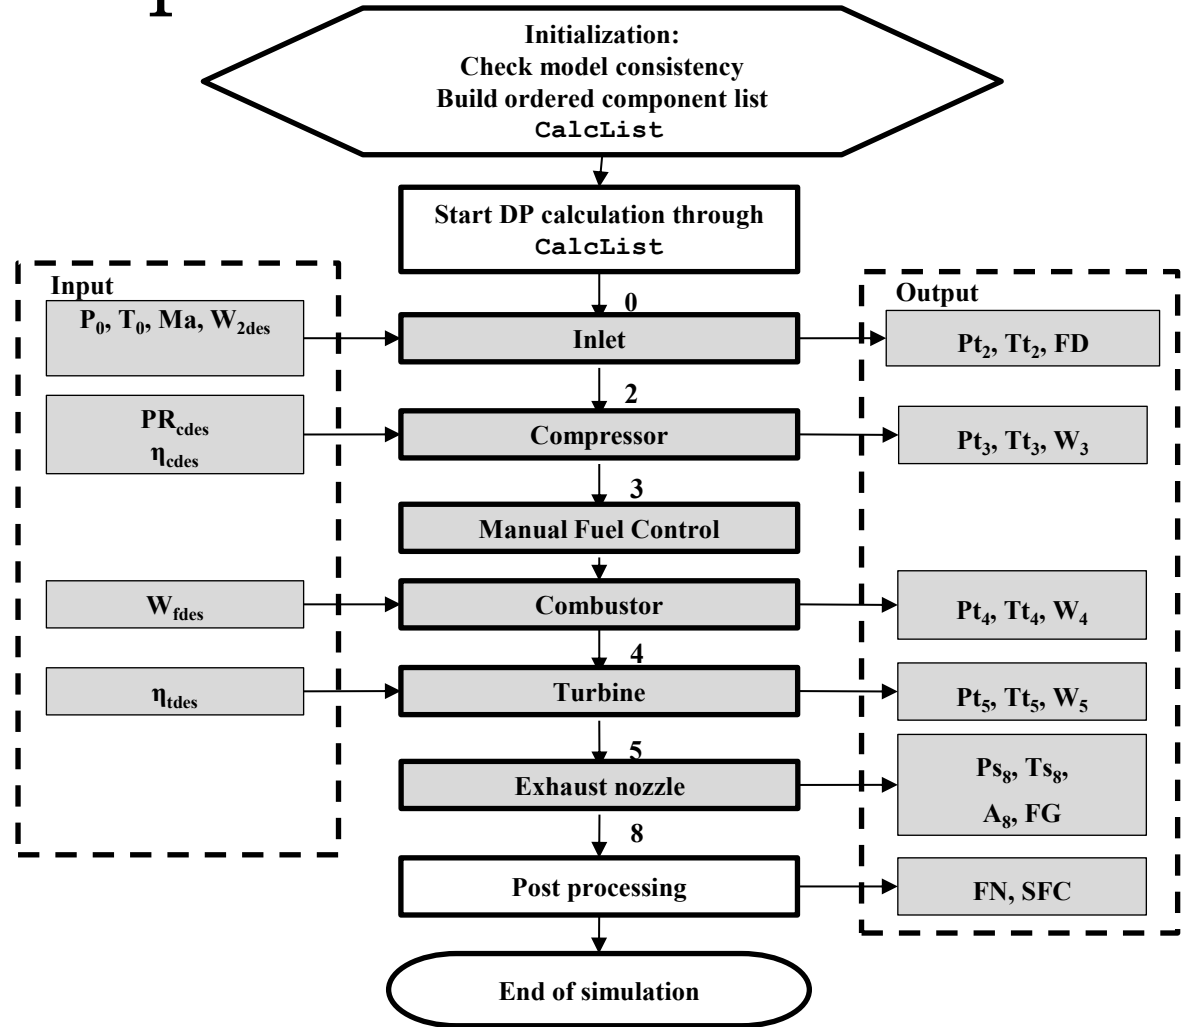 Initialization:
Check model consistency
Build ordered component list
CalcList
Start DP calculation through
CalcList
Input
Output
0
P₀, T₀, Ma, W₂des
Inlet
Pt₂, Tt₂, FD
2
PRcdes
ηcdes
Compressor
Pt₃, Tt₃, W₃
3
Manual Fuel Control
Wfdes
Combustor
Pt₄, Tt₄, W₄
4
ηtdes
Turbine
Pt₅, Tt₅, W₅
5
Exhaust nozzle
Ps₈, Ts₈,
A₈, FG
8
Post processing
FN, SFC
End of simulation